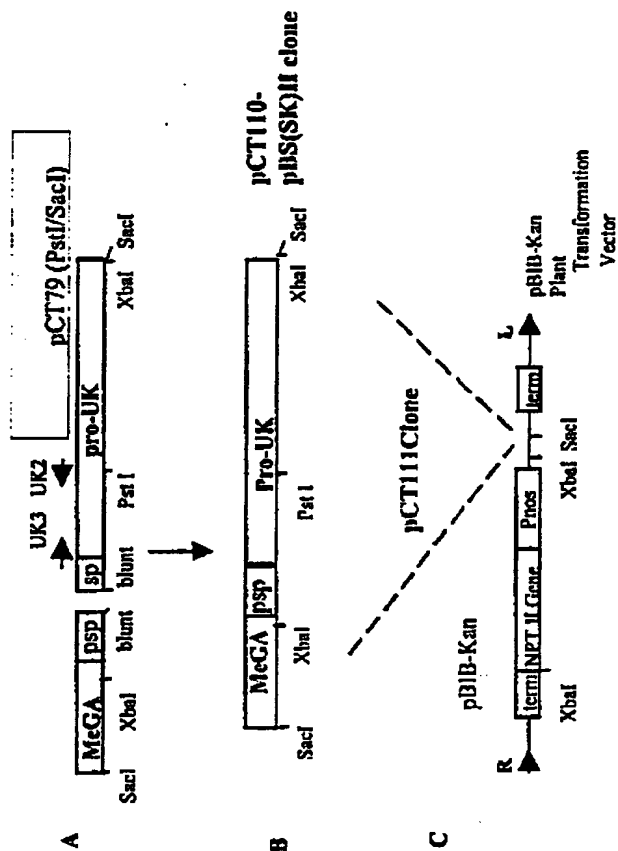 A
pCT79 (PstI/SacI)
UK3 UK2
MeGA psp sp pro-UK
SacI XbaI blunt blunt Pst I XbaI SacI
B
pCT110-
pBS(SK)II clone
MeGA psp Pro-UK
SacI XbaI Pst I XbaI SacI
pCT111Clone
C
pBIB-Kan
R term NPT II Gene Pnos term L
XbaI XbaI SacI
pBIB-Kan
Plant
Transformation
Vector